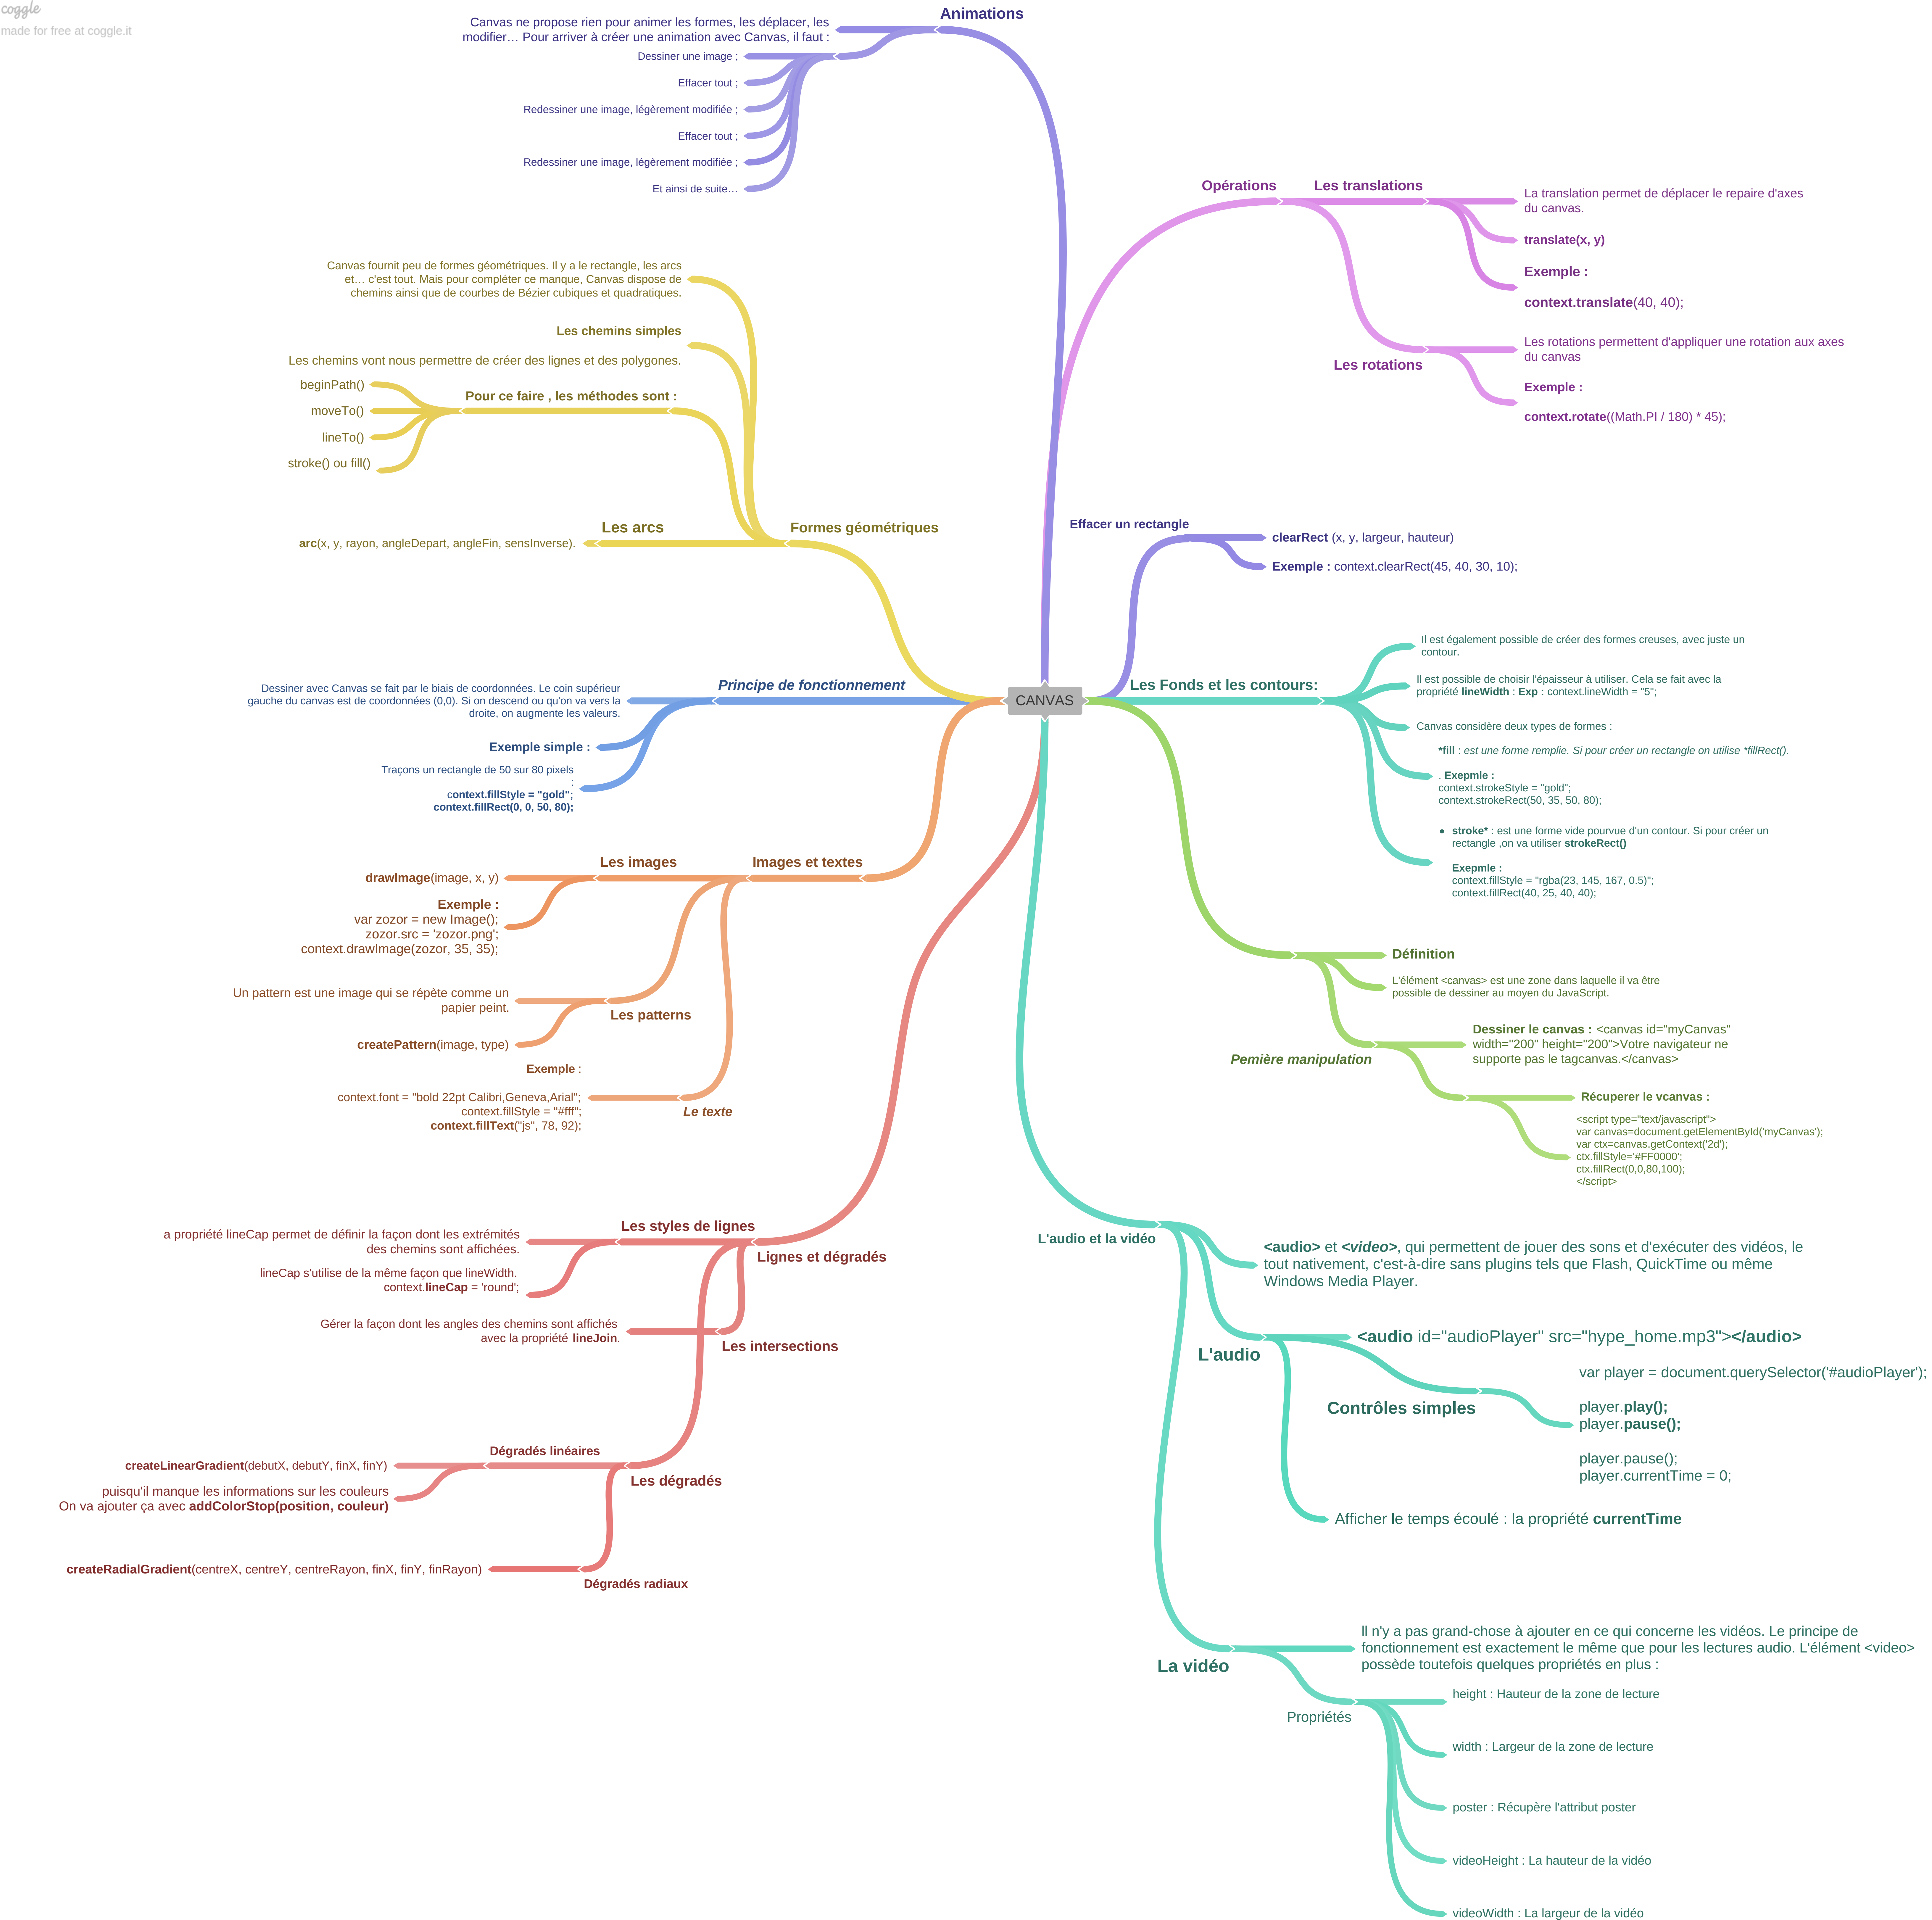 coggle
made for free at coggle.it
Animations
Canvas ne propose rien pour animer les formes, les déplacer, les
modifier… Pour arriver à créer une animation avec Canvas, il faut :
Dessiner une image ;
Effacer tout ;
Redessiner une image, légèrement modifiée ;
Effacer tout ;
Redessiner une image, légèrement modifiée ;
Et ainsi de suite…
Opérations
Les translations
La translation permet de déplacer le repaire d'axes
du canvas.
translate(x, y)
Exemple :
context.translate(40, 40);
Les rotations
Les rotations permettent d'appliquer une rotation aux axes
du canvas
Exemple :
context.rotate((Math.PI / 180) * 45);
Canvas fournit peu de formes géométriques. Il y a le rectangle, les arcs
et… c'est tout. Mais pour compléter ce manque, Canvas dispose de
chemins ainsi que de courbes de Bézier cubiques et quadratiques.
Les chemins simples
Les chemins vont nous permettre de créer des lignes et des polygones.
Pour ce faire , les méthodes sont :
beginPath()
moveTo()
lineTo()
stroke() ou fill()
Formes géométriques
Les arcs
arc(x, y, rayon, angleDepart, angleFin, sensInverse).
Effacer un rectangle
clearRect (x, y, largeur, hauteur)
Exemple : context.clearRect(45, 40, 30, 10);
CANVAS
Principe de fonctionnement
Dessiner avec Canvas se fait par le biais de coordonnées. Le coin supérieur
gauche du canvas est de coordonnées (0,0). Si on descend ou qu'on va vers la
droite, on augmente les valeurs.
Exemple simple :
Traçons un rectangle de 50 sur 80 pixels
:
context.fillStyle = "gold";
context.fillRect(0, 0, 50, 80);
Les Fonds et les contours:
Il est également possible de créer des formes creuses, avec juste un
contour.
Il est possible de choisir l'épaisseur à utiliser. Cela se fait avec la
propriété lineWidth : Exp : context.lineWidth = "5";
Canvas considère deux types de formes :
*fill : est une forme remplie. Si pour créer un rectangle on utilise *fillRect().
. Exepmle :
context.strokeStyle = "gold";
context.strokeRect(50, 35, 50, 80);
• stroke* : est une forme vide pourvue d'un contour. Si pour créer un
rectangle ,on va utiliser strokeRect()
Exepmle :
context.fillStyle = "rgba(23, 145, 167, 0.5)";
context.fillRect(40, 25, 40, 40);
Images et textes
Les images
drawImage(image, x, y)
Exemple :
var zozor = new Image();
zozor.src = 'zozor.png';
context.drawImage(zozor, 35, 35);
Un pattern est une image qui se répète comme un
papier peint.
Les patterns
createPattern(image, type)
Exemple :
context.font = "bold 22pt Calibri,Geneva,Arial";
context.fillStyle = "#fff";
context.fillText("js", 78, 92);
Le texte
Définition
L'élément <canvas> est une zone dans laquelle il va être
possible de dessiner au moyen du JavaScript.
Pemière manipulation
Dessiner le canvas : <canvas id="myCanvas"
width="200" height="200">Votre navigateur ne
supporte pas le tagcanvas.</canvas>
Récuperer le vcanvas :
<script type="text/javascript">
var canvas=document.getElementById('myCanvas');
var ctx=canvas.getContext('2d');
ctx.fillStyle='#FF0000';
ctx.fillRect(0,0,80,100);
</script>
Lignes et dégradés
Les styles de lignes
a propriété lineCap permet de définir la façon dont les extrémités
des chemins sont affichées.
lineCap s'utilise de la même façon que lineWidth.
context.lineCap = 'round';
Gérer la façon dont les angles des chemins sont affichés
avec la propriété lineJoin.
Les intersections
Les dégradés
Dégradés linéaires
createLinearGradient(debutX, debutY, finX, finY)
puisqu'il manque les informations sur les couleurs
On va ajouter ça avec addColorStop(position, couleur)
createRadialGradient(centreX, centreY, centreRayon, finX, finY, finRayon)
Dégradés radiaux
L'audio et la vidéo
<audio> et <video>, qui permettent de jouer des sons et d'exécuter des vidéos, le
tout nativement, c'est-à-dire sans plugins tels que Flash, QuickTime ou même
Windows Media Player.
L'audio
<audio id="audioPlayer" src="hype_home.mp3"></audio>
Contrôles simples
var player = document.querySelector('#audioPlayer');
player.play();
player.pause();
player.pause();
player.currentTime = 0;
Afficher le temps écoulé : la propriété currentTime
La vidéo
ll n'y a pas grand-chose à ajouter en ce qui concerne les vidéos. Le principe de
fonctionnement est exactement le même que pour les lectures audio. L'élément <video>
possède toutefois quelques propriétés en plus :
Propriétés
height : Hauteur de la zone de lecture
width : Largeur de la zone de lecture
poster : Récupère l'attribut poster
videoHeight : La hauteur de la vidéo
videoWidth : La largeur de la vidéo